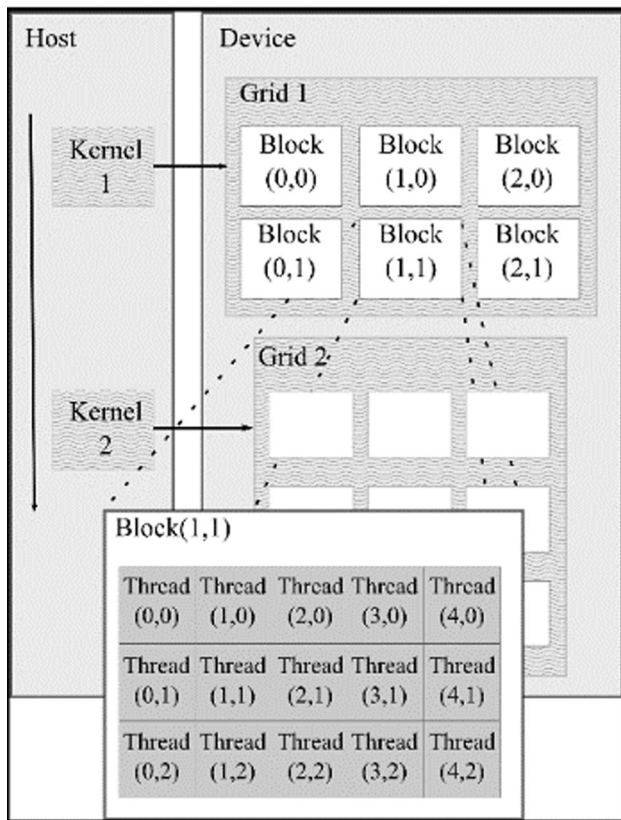 Host
Device
Grid 1
Kernel
1
Block
(0,0)
Block
(1,0)
Block
(2,0)
Block
(0,1)
Block
(1,1)
Block
(2,1)
Grid 2
Kernel
2
Block(1,1)
Thread
(0,0)
Thread
(1,0)
Thread
(2,0)
Thread
(3,0)
Thread
(4,0)
Thread
(0,1)
Thread
(1,1)
Thread
(2,1)
Thread
(3,1)
Thread
(4,1)
Thread
(0,2)
Thread
(1,2)
Thread
(2,2)
Thread
(3,2)
Thread
(4,2)